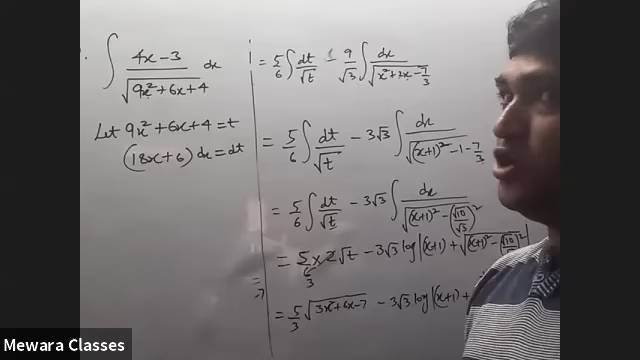 ∫ (4x-3)/√(9x²+6x+4) dx
Let 9x²+6x+4 = t
(18x+6) dx = dt
= 5/6 ∫ dt/√t - 9/√3 ∫ dx/√(x²+2x-7/3)
= 5/6 ∫ dt/√t - 3√3 ∫ dx/√((x+1)²-1-7/3)
= 5/6 ∫ dt/√t - 3√3 ∫ dx/√((x+1)²-(√10/√3)²)
= 5/6 × 2√t - 3√3 log|(x+1) + √((x+1)²-(√10/√3)²)|
3
= 5/3 √(3x²+6x-7) - 3√3 log|(x+1) +
Mewara Classes